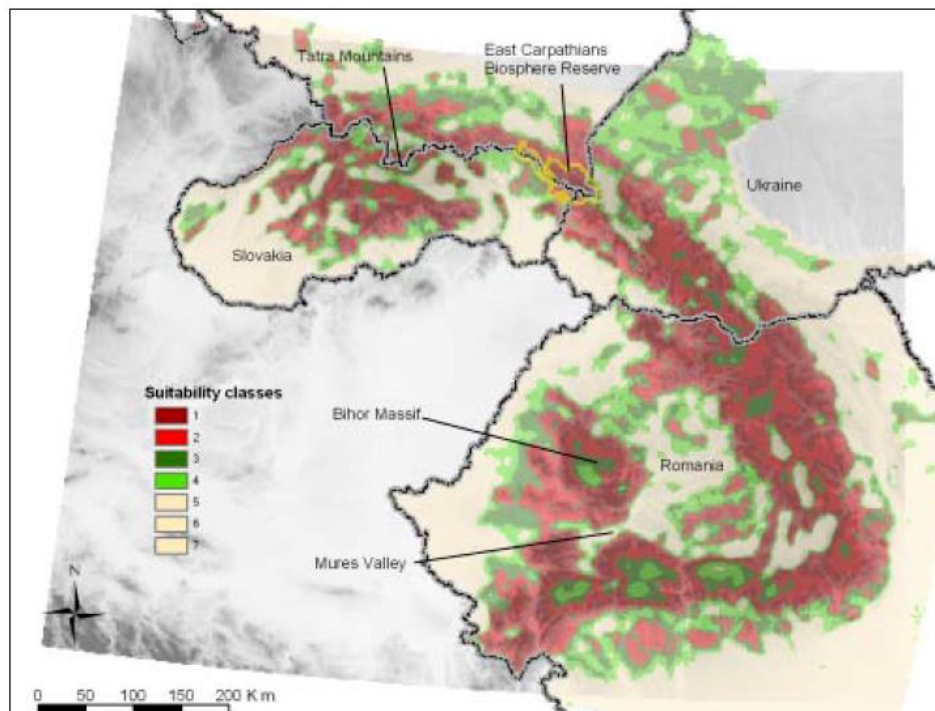 Tatra Mountains
East Carpathians
Biosphere Reserve
Ukraine
Slovakia
Suitability classes
1
2
3
4
5
6
7
Bihor Massif
Romania
Mures Valley
N
0 50 100 150 200 Km